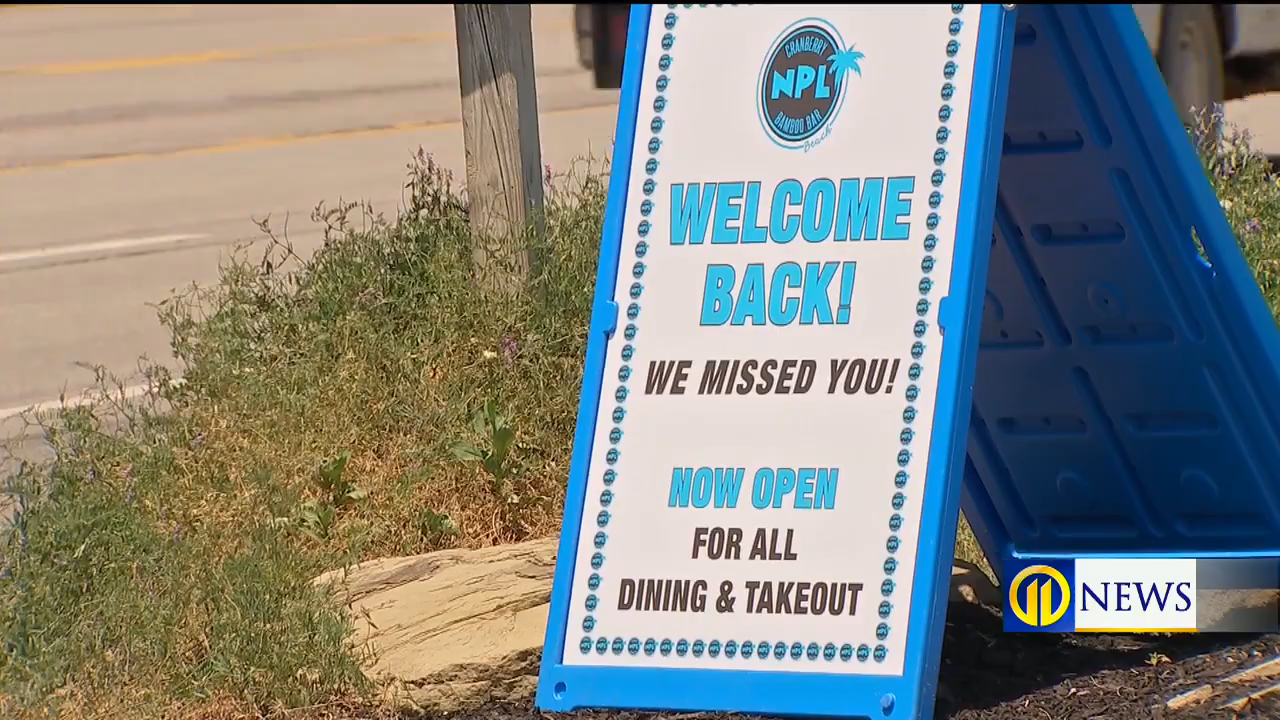 CRANBERRY
NPL
BAMBOO BAR
Beach
WELCOME
BACK!
WE MISSED YOU!
NOW OPEN
FOR ALL
DINING & TAKEOUT
11 NEWS